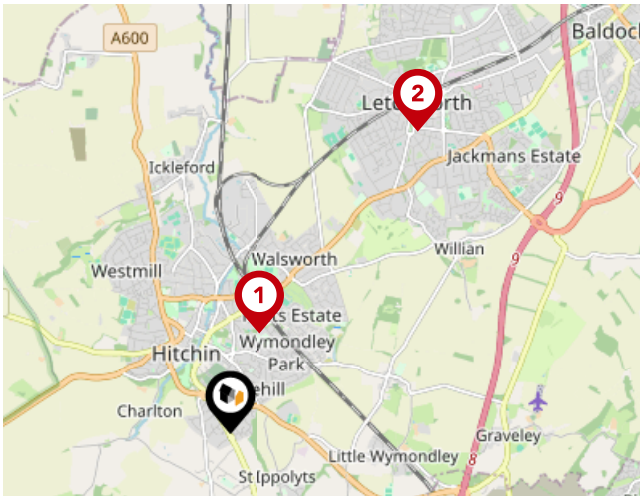 Baldock
A600
2
Jackmans Estate
Ickleford
9
Willian
Walsworth
9
Westmill
1
Estate
Wymondley
Park
Hitchin
Charlton
Graveley
Little Wymondley
8
St Ippolyts